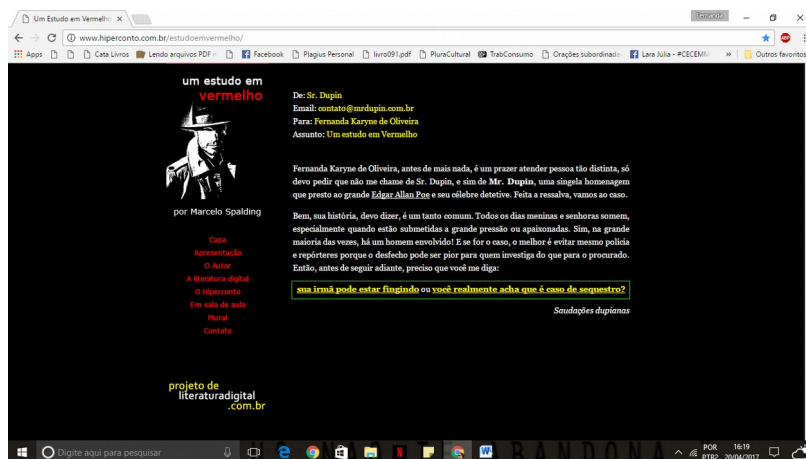 Um Estudo em Vermelho
Fernanda
www.hiperconto.com.br/estudoemvermelho/
Apps
Cata Livros
Lendo arquivos PDF
Facebook
Plagius Personal
livro091.pdf
PluraCultural
TrabConsumo
Orações subordinada
Lara Júlia - #CECEMM
»
Outros favoritos
ABP
um estudo em
vermelho
por Marcelo Spalding
Capa
Apresentação
O Autor
A literatura digital
O Hiperconto
Em sala de aula
Mural
Contato
projeto de
literaturadigital
.com.br
De: Sr. Dupin
Email: contato@mrdupin.com.br
Para: Fernanda Karyne de Oliveira
Assunto: Um estudo em Vermelho
Fernanda Karyne de Oliveira, antes de mais nada, é um prazer atender pessoa tão distinta, só
devo pedir que não me chame de Sr. Dupin, e sim de Mr. Dupin, uma singela homenagem
que presto ao grande Edgar Allan Poe e seu célebre detetive. Feita a ressalva, vamos ao caso.
Bem, sua história, devo dizer, é um tanto comum. Todos os dias meninas e senhoras somem,
especialmente quando estão submetidas a grande pressão ou apaixonadas. Sim, na grande
maioria das vezes, há um homem envolvido! E se for o caso, o melhor é evitar mesmo polícia
e repórteres porque o desfecho pode ser pior para quem investiga do que para o procurado.
Então, antes de seguir adiante, preciso que você me diga:
sua irmã pode estar fingindo ou você realmente acha que é caso de sequestro?
Saudações dupianas
Digite aqui para pesquisar
POR
PTB2
16:19
20/04/2017